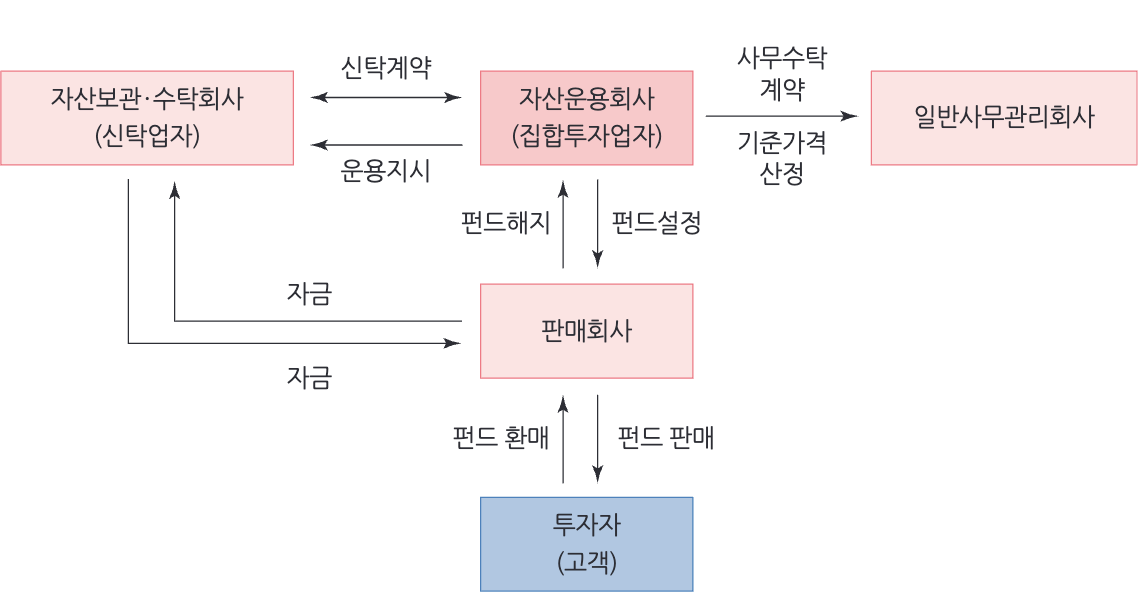 자산보관·수탁회사
(신탁업자)
신탁계약
운용지시
자산운용회사
(집합투자업자)
사무수탁
계약
기준가격
산정
일반사무관리회사
펀드해지
펀드설정
자금
자금
판매회사
펀드 환매
펀드 판매
투자자
(고객)